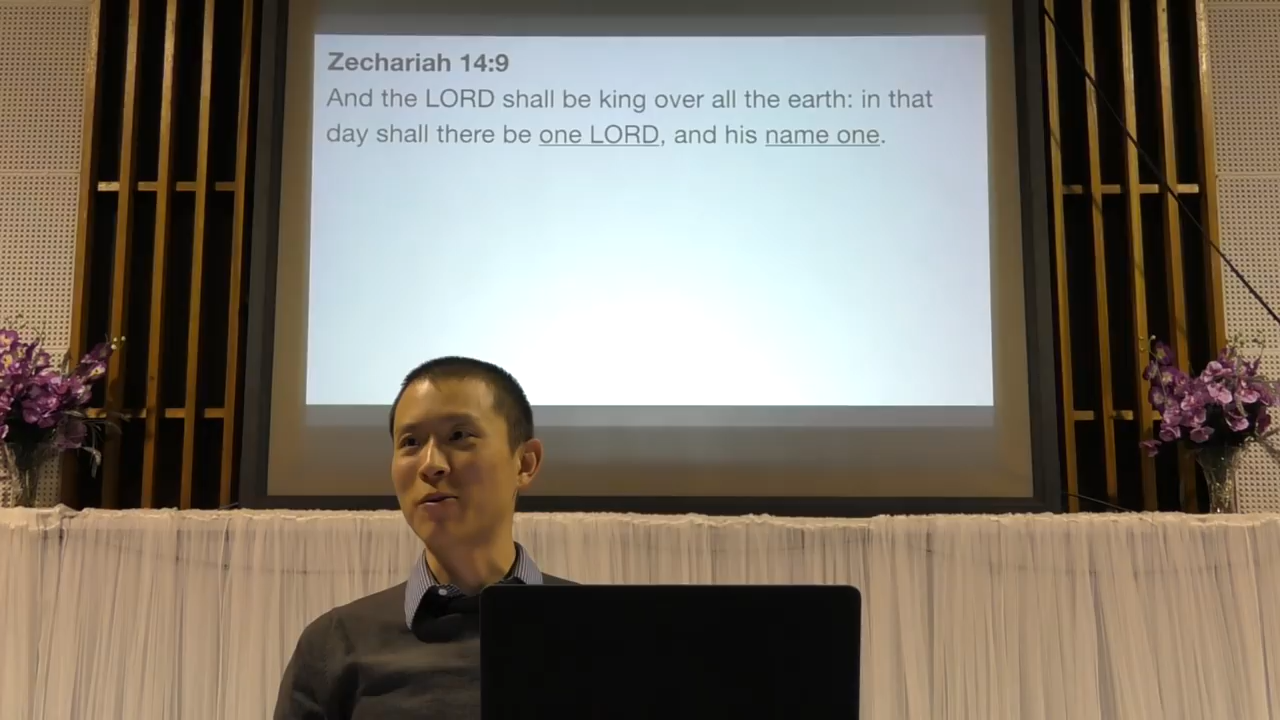 Zechariah 14:9
And the LORD shall be king over all the earth: in that
day shall there be one LORD, and his name one.